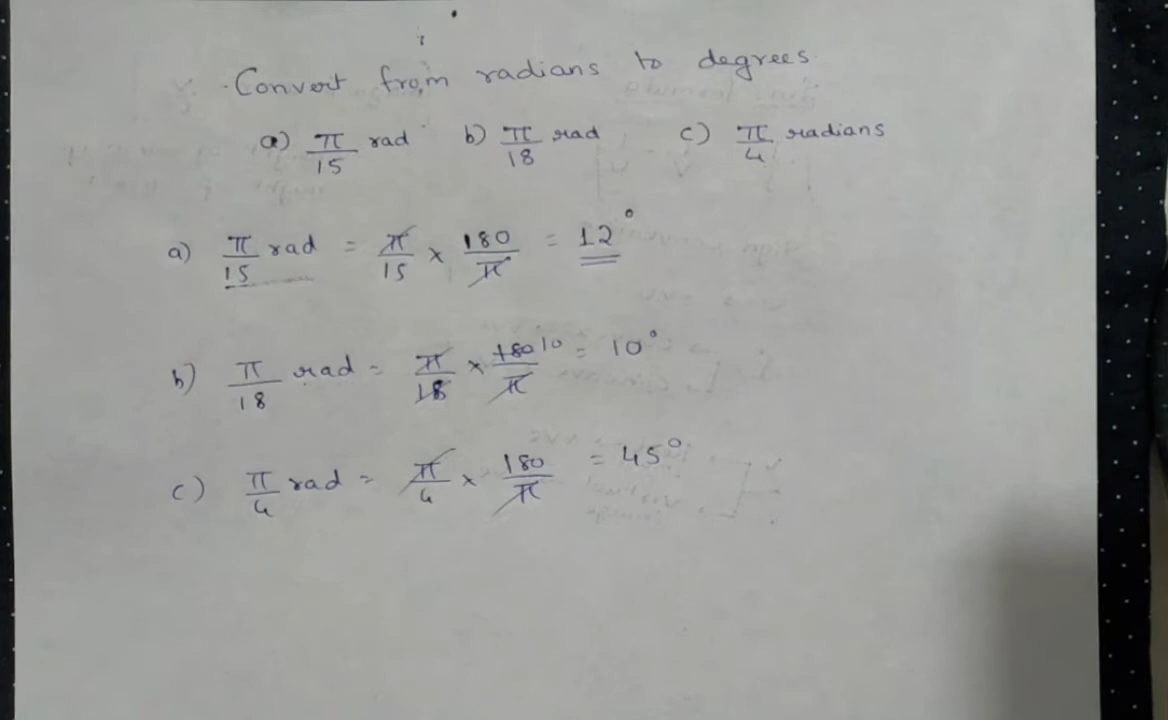 Convert from radians to degrees
a) π/15 rad b) π/18 rad c) π/4 radians
a) π/15 rad = π/15 × 180/π = 12°
b) π/18 rad = π/18 × 180/π 10 = 10°
c) π/4 rad = π/4 × 180/π = 45°